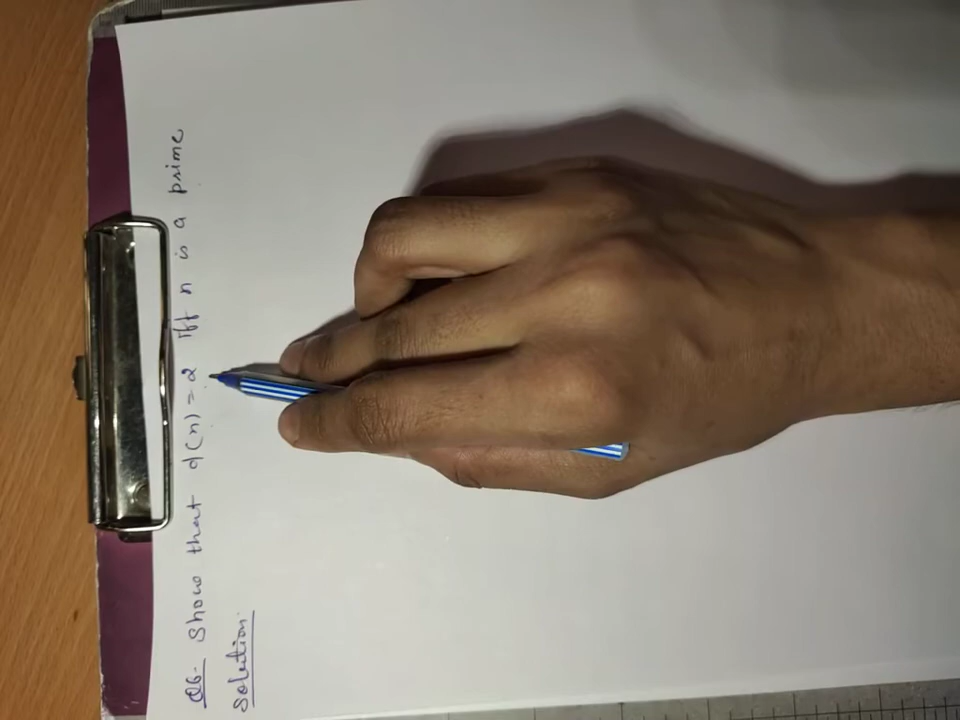 Q6- Show that d(n) = 2 iff n is a prime
Solution: